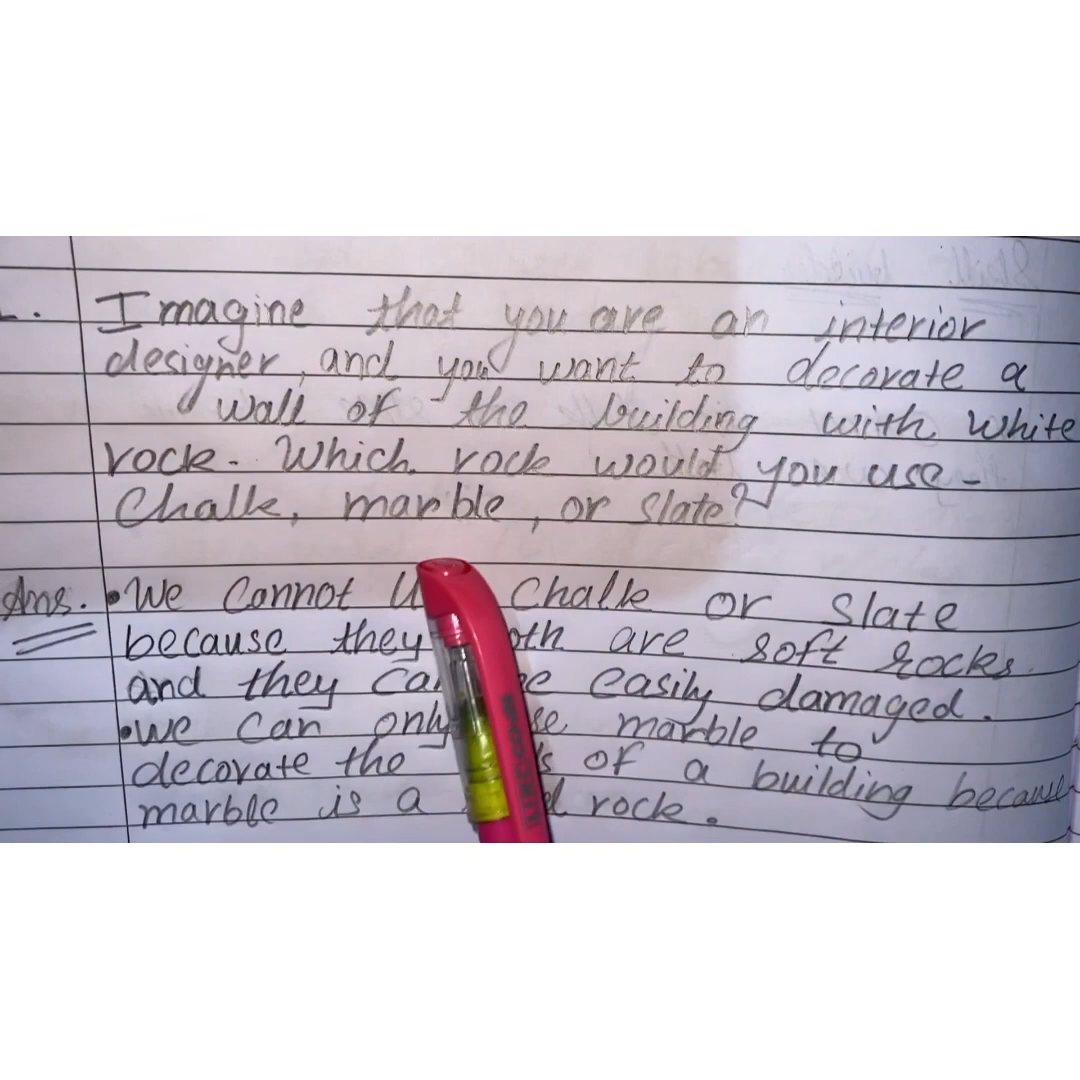 Imagine that you are an interior
designer, and you want to decorate a
wall of the building with white
rock. Which rock would you use-
Chalk, marble, or Slate?
Ans. • We Cannot Chalk or Slate
because they are soft rocks.
and they easily damaged.
• we can only marble to
decorate the of a building because
marble is a rock.